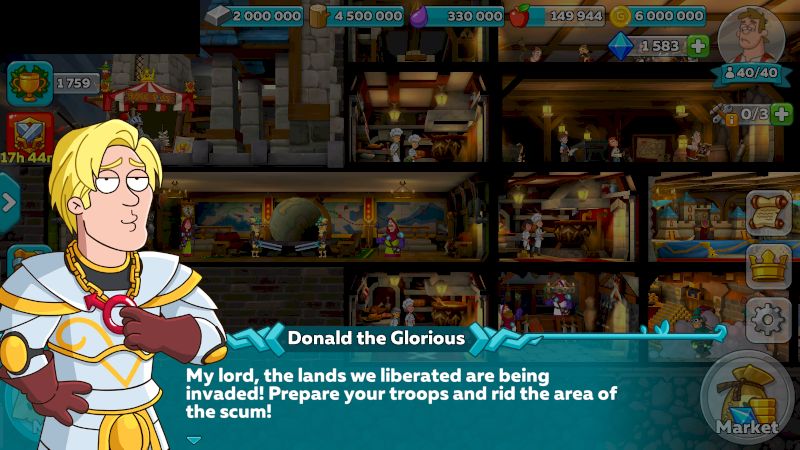 2 000 000
4 500 000
330 000
149 944
6 000 000
1 583
1 759
40/40
0/3
Donald the Glorious
My lord, the lands we liberated are being
invaded! Prepare your troops and rid the area of
the scum!
Market